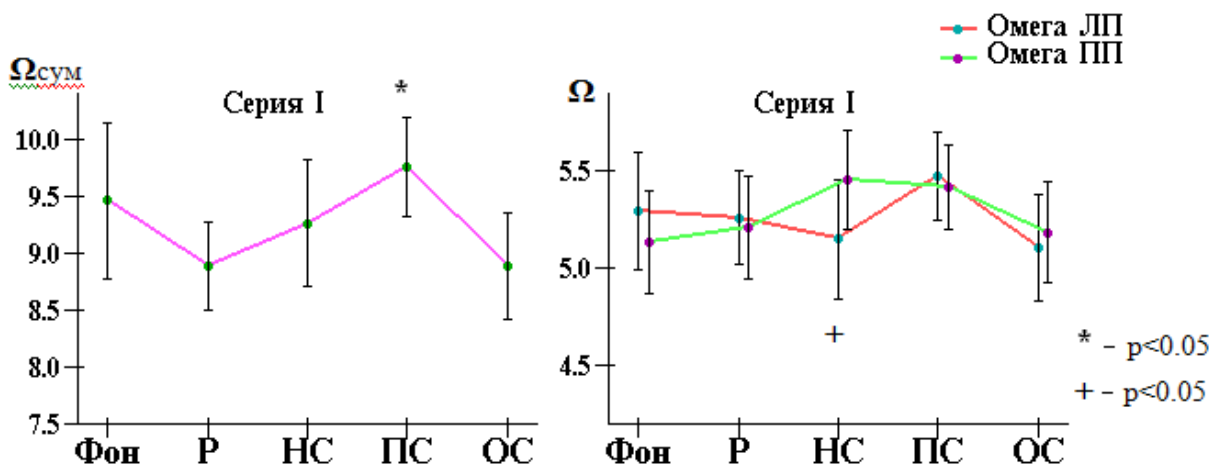 Омега ЛП
Омега ПП
Ωсум
Серия I
*
10.0
9.5
9.0
8.5
8.0
7.5
Фон Р НС ПС ОС
Ω
Серия I
5.5
5.0
4.5
+
Фон Р НС ПС ОС
* – p<0.05
+ – p<0.05